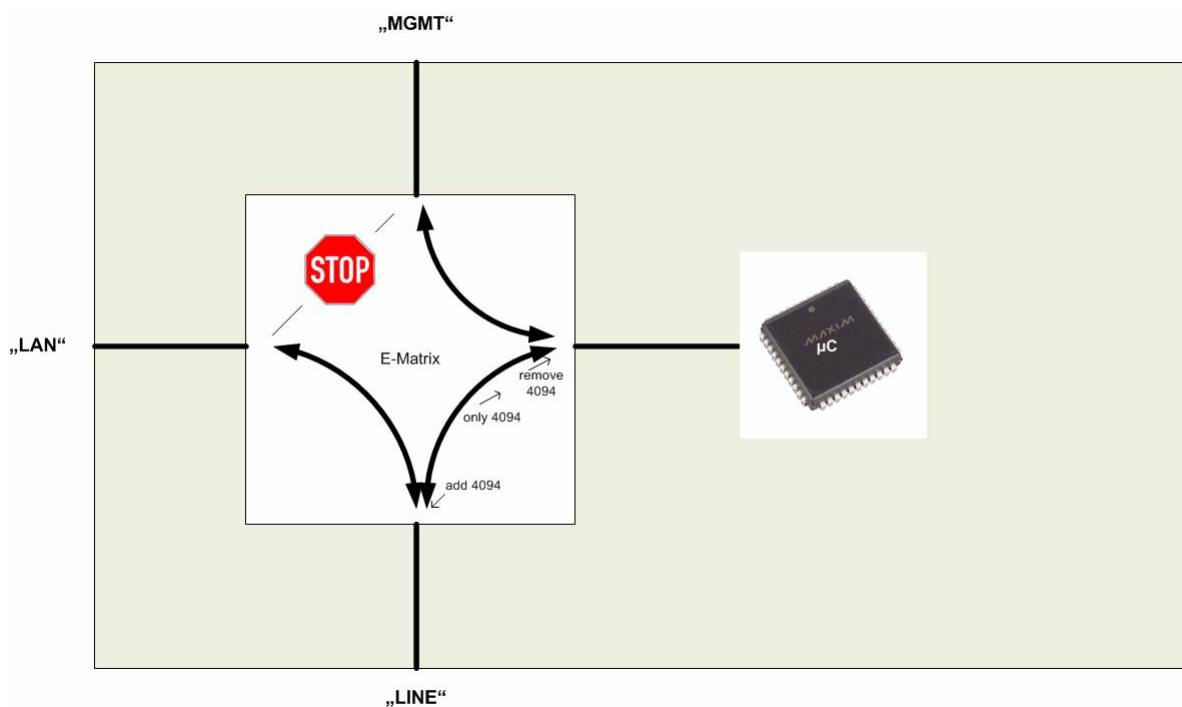 „MGMT“
STOP
„LAN“
E-Matrix
MAXIM
µC
remove
4094
only 4094
add 4094
„LINE“